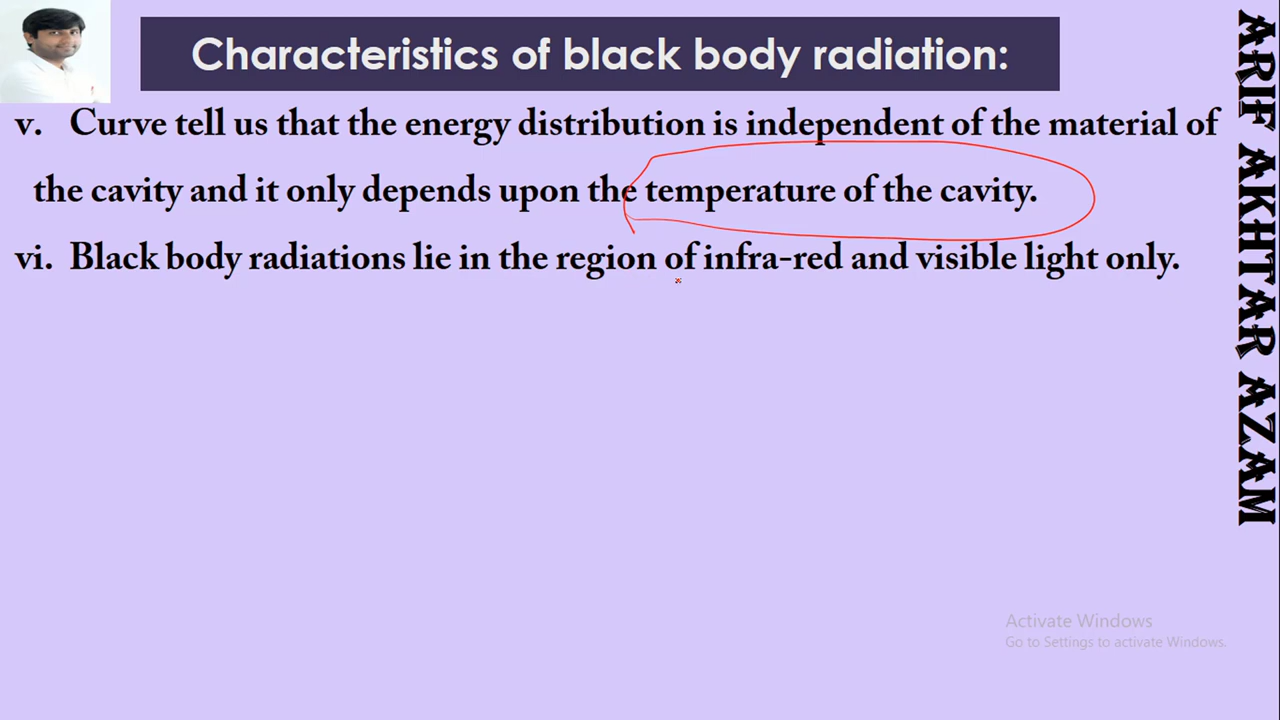 Characteristics of black body radiation:
v. Curve tell us that the energy distribution is independent of the material of
the cavity and it only depends upon the temperature of the cavity.
vi. Black body radiations lie in the region of infra-red and visible light only.
ARIF AKHTAR AZAM
Activate Windows
Go to Settings to activate Windows.